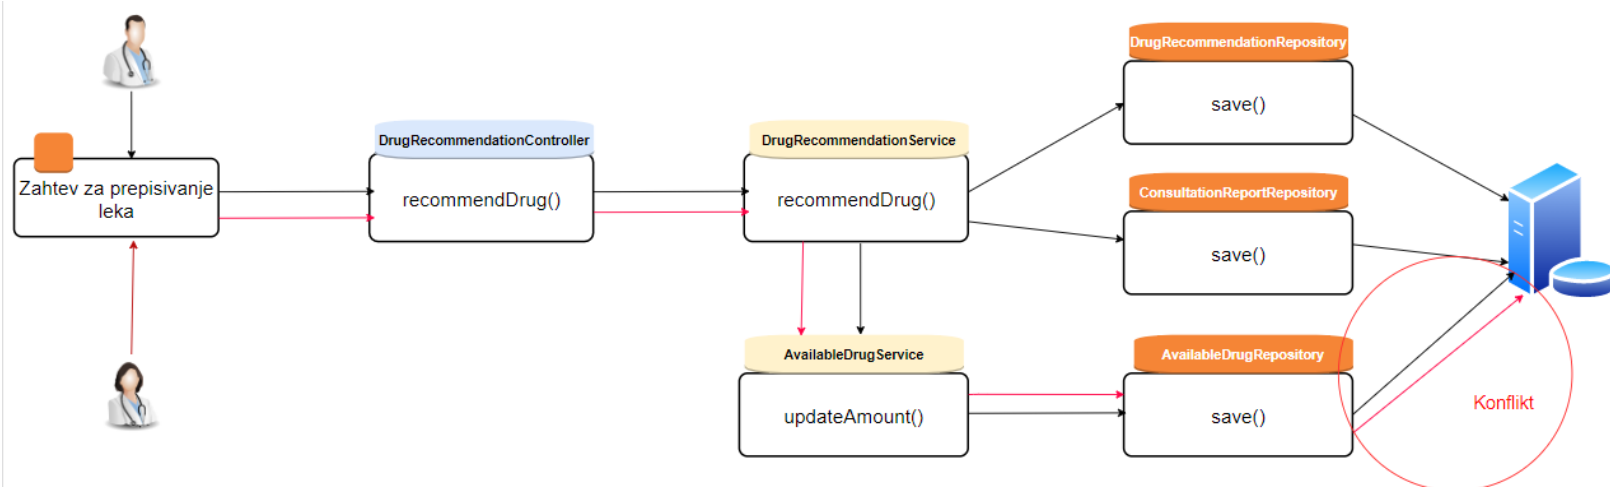 DrugRecommendationRepository
save()
DrugRecommendationController
DrugRecommendationService
Zahtev za prepisivanje
leka
recommendDrug()
recommendDrug()
ConsultationReportRepository
save()
AvailableDrugService
AvailableDrugRepository
updateAmount()
save()
Konflikt